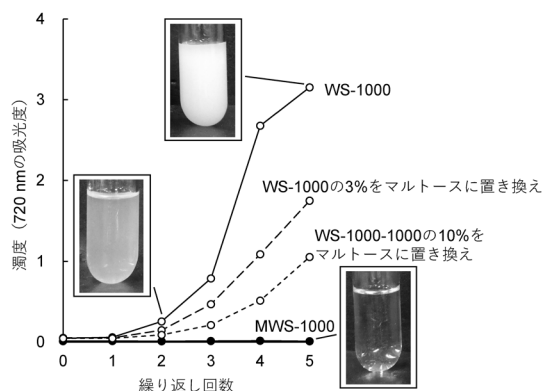 4
3
2
1
0
濁度（720 nmの吸光度）
WS-1000
WS-1000の3%をマルトースに置き換え
WS-1000-1000の10%を
マルトースに置き換え
MWS-1000
0 1 2 3 4 5
繰り返し回数